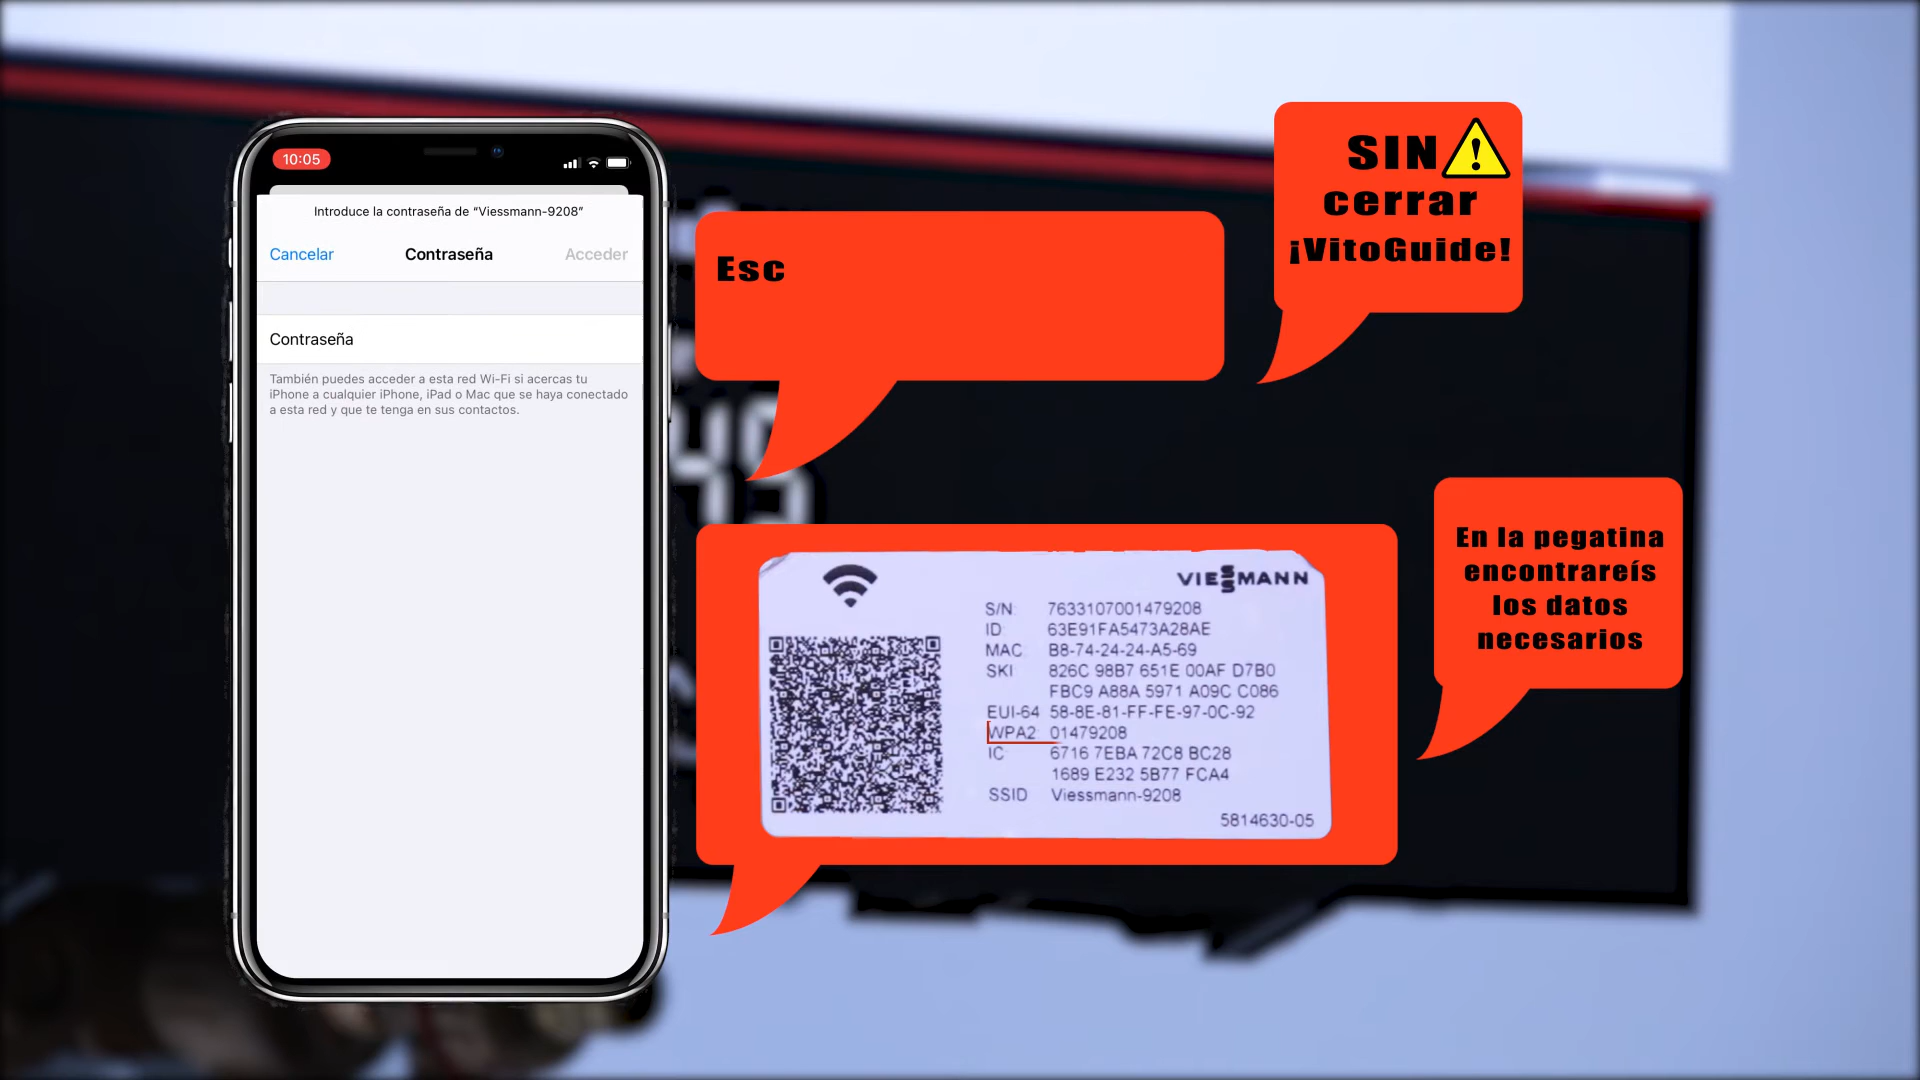 10:05
Introduce la contraseña de “Viessmann-9208”
Cancelar
Contraseña
Acceder
Contraseña
También puedes acceder a esta red Wi-Fi si acercas tu
iPhone a cualquier iPhone, iPad o Mac que se haya conectado
a esta red y que te tenga en sus contactos.
Esc
SIN
cerrar
¡VitoGuide!
VIESSMANN
S/N: 7633107001479208
ID: 63E91FA5473A28AE
MAC: B8-74-24-24-A5-69
SKI: 826C 98B7 651E 00AF D7B0
FBC9 A88A 5971 A09C C086
EUI-64 58-8E-81-FF-FE-97-0C-92
WPA2: 01479208
IC 6716 7EBA 72C8 BC28
1689 E232 5B77 FCA4
SSID Viessmann-9208
5814630-05
En la pegatina
encontrareís
los datos
necesarios